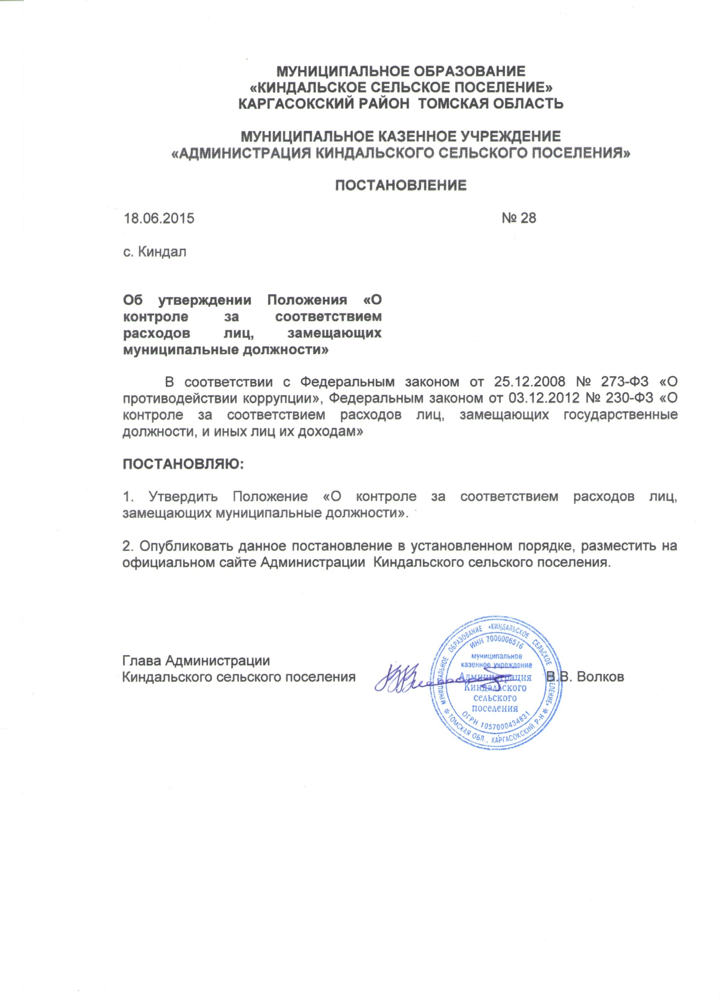 МУНИЦИПАЛЬНОЕ ОБРАЗОВАНИЕ
«КИНДАЛЬСКОЕ СЕЛЬСКОЕ ПОСЕЛЕНИЕ»
КАРГАСОКСКИЙ РАЙОН ТОМСКАЯ ОБЛАСТЬ
МУНИЦИПАЛЬНОЕ КАЗЕННОЕ УЧРЕЖДЕНИЕ
«АДМИНИСТРАЦИЯ КИНДАЛЬСКОГО СЕЛЬСКОГО ПОСЕЛЕНИЯ»
ПОСТАНОВЛЕНИЕ
18.06.2015 № 28
с. Киндал
Об утверждении Положения «О
контроле за соответствием
расходов лиц, замещающих
муниципальные должности»
В соответствии с Федеральным законом от 25.12.2008 № 273-ФЗ «О
противодействии коррупции», Федеральным законом от 03.12.2012 № 230-ФЗ «О
контроле за соответствием расходов лиц, замещающих государственные
должности, и иных лиц их доходам»
ПОСТАНОВЛЯЮ:
1. Утвердить Положение «О контроле за соответствием расходов лиц,
замещающих муниципальные должности».
2. Опубликовать данное постановление в установленном порядке, разместить на
официальном сайте Администрации Киндальского сельского поселения.
Глава Администрации
Киндальского сельского поселения В.В. Волков
МУНИЦИПАЛЬНОЕ ОБРАЗОВАНИЕ «КИНДАЛЬСКОЕ СЕЛЬСКОЕ ПОСЕЛЕНИЕ»
* ТОМСКАЯ ОБЛ., КАРГАСОКСКИЙ Р-Н *
ИНН 7006006516
муниципальное
казенное учреждение
Администрация
Киндальского
сельского
поселения
ОГРН 1057000434831